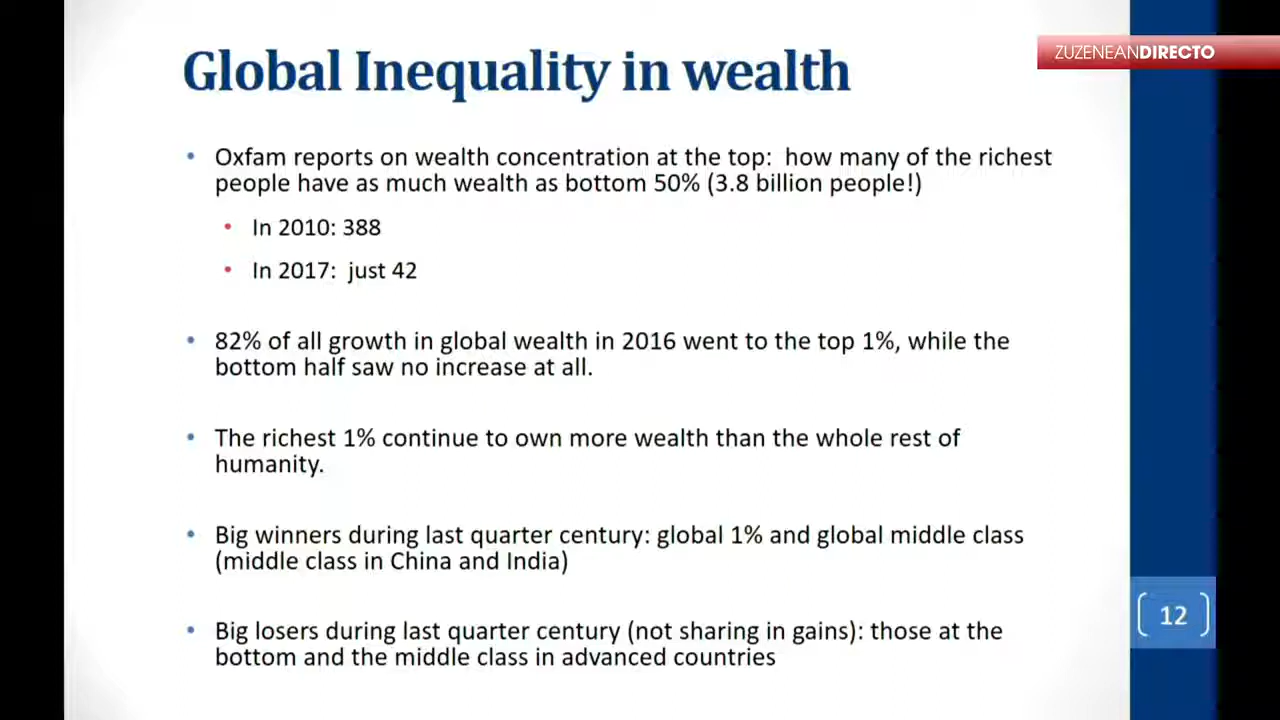 Global Inequality in wealth
ZUZENEANDIRECTO
• Oxfam reports on wealth concentration at the top:  how many of the richest
people have as much wealth as bottom 50% (3.8 billion people!)
• In 2010: 388
• In 2017:  just 42
• 82% of all growth in global wealth in 2016 went to the top 1%, while the
bottom half saw no increase at all.
• The richest 1% continue to own more wealth than the whole rest of
humanity.
• Big winners during last quarter century: global 1% and global middle class
(middle class in China and India)
• Big losers during last quarter century (not sharing in gains): those at the
bottom and the middle class in advanced countries
12